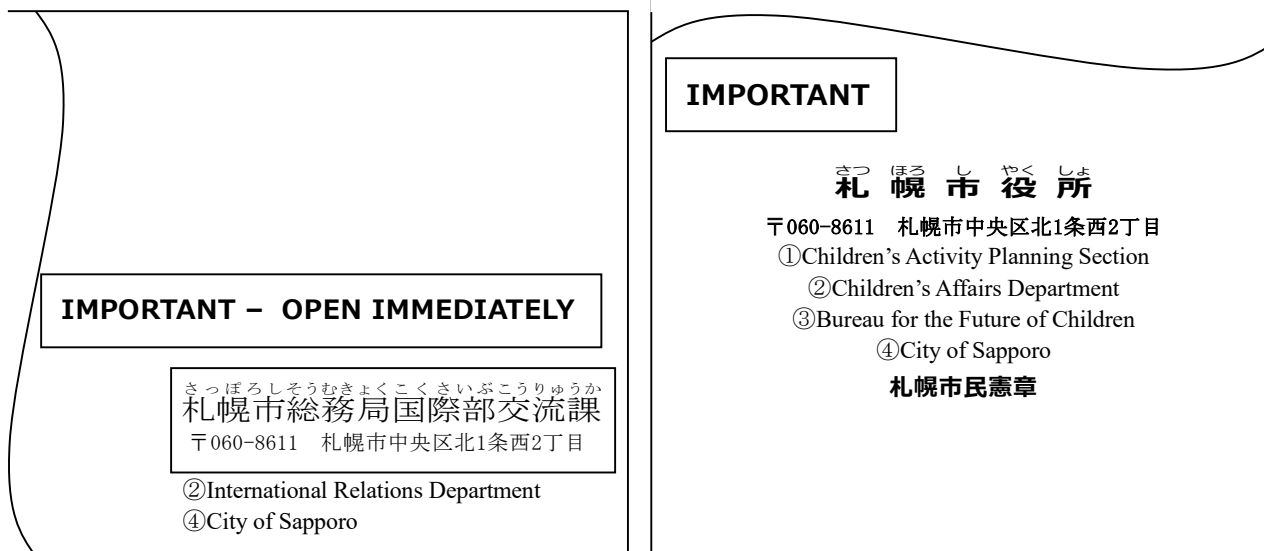 IMPORTANT – OPEN IMMEDIATELY
さっぽろしそうむきょくこくさいぶこうりゅうか
札幌市総務局国際部交流課
〒060-8611 札幌市中央区北1条西2丁目
②International Relations Department
④City of Sapporo
IMPORTANT
さつ ほろ し やく しょ
札幌市役所
〒060-8611 札幌市中央区北1条西2丁目
①Children’s Activity Planning Section
②Children’s Affairs Department
③Bureau for the Future of Children
④City of Sapporo
札幌市民憲章